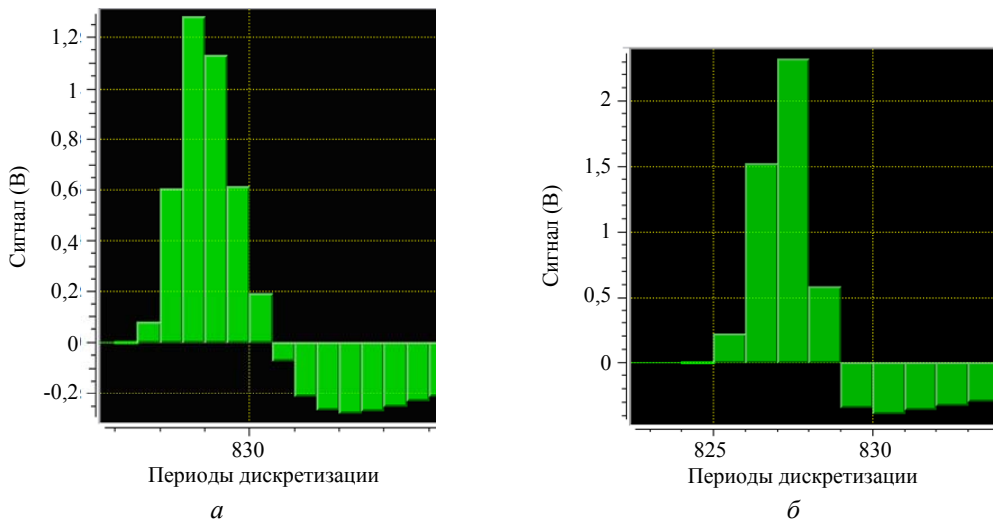 Сигнал (В)
1,2
1
0,8
0,6
0,4
0,2
0
-0,2
830
Периоды дискретизации
а
Сигнал (В)
2
1,5
1
0,5
0
825 830
Периоды дискретизации
б